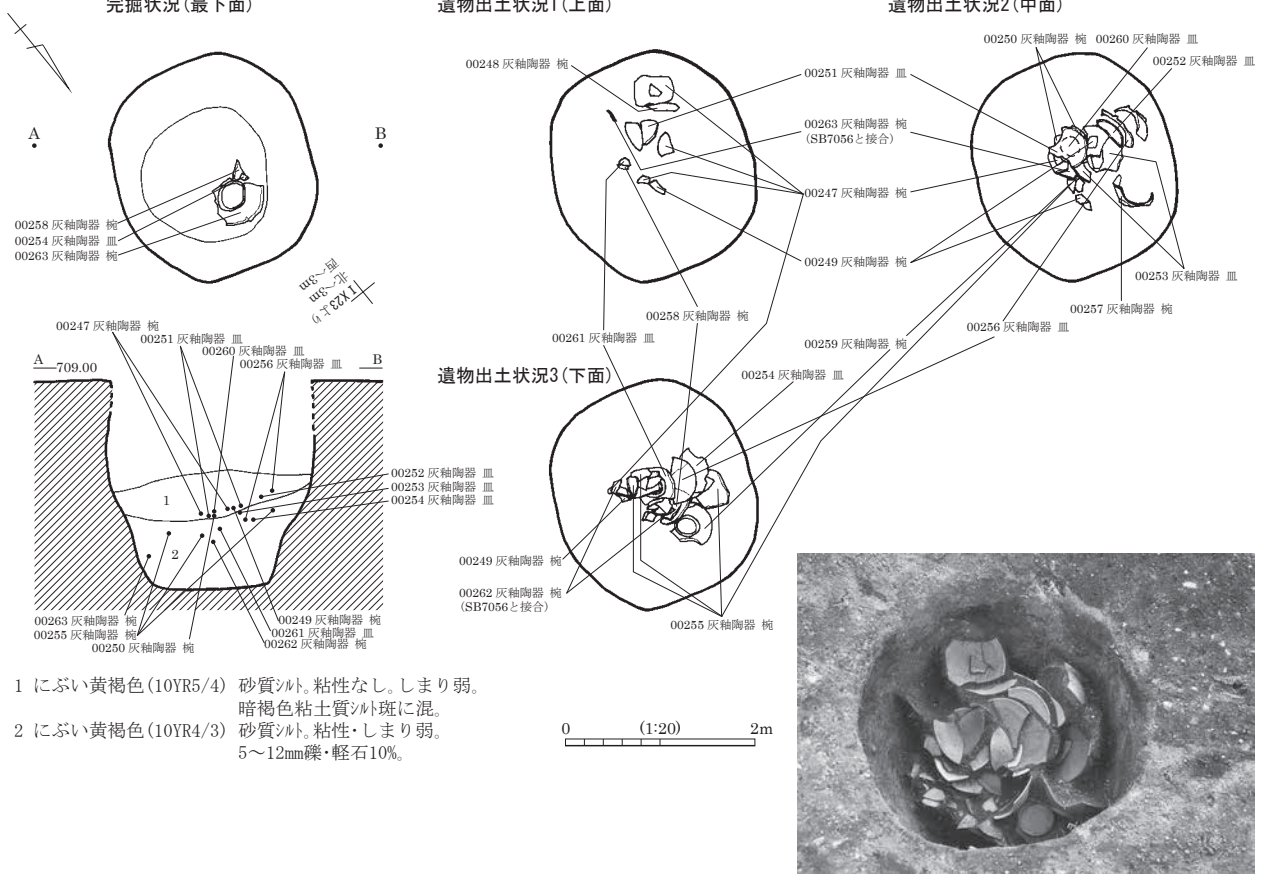 完掘状況(最下面)
遺物出土状況1(上面)
遺物出土状況2(中面)
A
B
00258 灰釉陶器 椀
00254 灰釉陶器 皿
00263 灰釉陶器 椀
IX23より
北へ3m
西へ3m
00248 灰釉陶器 椀
00251 灰釉陶器 皿
00263 灰釉陶器 椀
(SB7056と接合)
00247 灰釉陶器 椀
00249 灰釉陶器 椀
00250 灰釉陶器 椀
00260 灰釉陶器 皿
00252 灰釉陶器 皿
00253 灰釉陶器 皿
00257 灰釉陶器 椀
00256 灰釉陶器 皿
00258 灰釉陶器 椀
00261 灰釉陶器 皿
00259 灰釉陶器 椀
遺物出土状況3(下面)
00254 灰釉陶器 皿
00249 灰釉陶器 椀
00262 灰釉陶器 椀
(SB7056と接合)
00255 灰釉陶器 椀
00247 灰釉陶器 椀
00251 灰釉陶器 皿
00260 灰釉陶器 皿
00256 灰釉陶器 皿
A
709.00
B
00252 灰釉陶器 皿
00253 灰釉陶器 皿
00254 灰釉陶器 皿
1
2
00263 灰釉陶器 椀
00255 灰釉陶器 椀
00250 灰釉陶器 椀
00249 灰釉陶器 椀
00261 灰釉陶器 皿
00262 灰釉陶器 椀
1 にぶい黄褐色(10YR5/4) 砂質シルト。粘性なし。しまり弱。
暗褐色粘土質シルト斑に混。
2 にぶい黄褐色(10YR4/3) 砂質シルト。粘性・しまり弱。
5～12mm礫・軽石10%。
0 (1:20) 2m